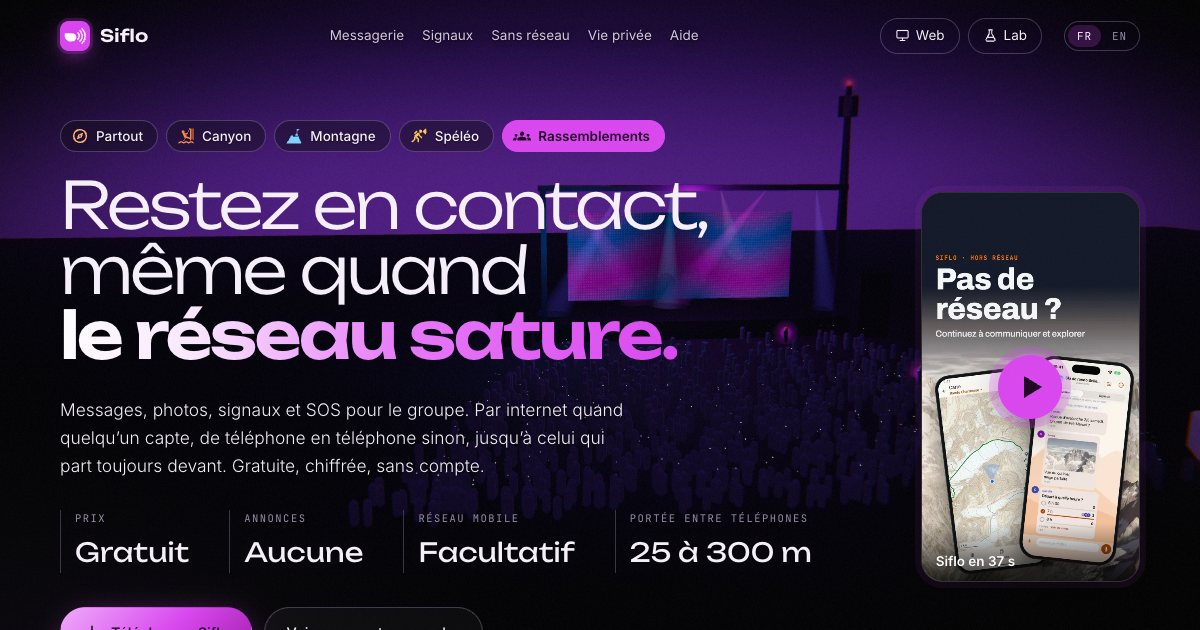 Siflo
Messagerie Signaux Sans réseau Vie privée Aide
Web Lab FR EN
Partout Canyon Montagne Spéléo Rassemblements
Restez en contact,
même quand
le réseau sature.
Messages, photos, signaux et SOS pour le groupe. Par internet quand
quelqu’un capte, de téléphone en téléphone sinon, jusqu’à celui qui
part toujours devant. Gratuite, chiffrée, sans compte.
PRIX
Gratuit
ANNONCES
Aucune
RÉSEAU MOBILE
Facultatif
PORTÉE ENTRE TÉLÉPHONES
25 à 300 m
SIFLO · HORS RÉSEAU
Pas de
réseau ?
Continuez à communiquer et explorer
Siflo en 37 s